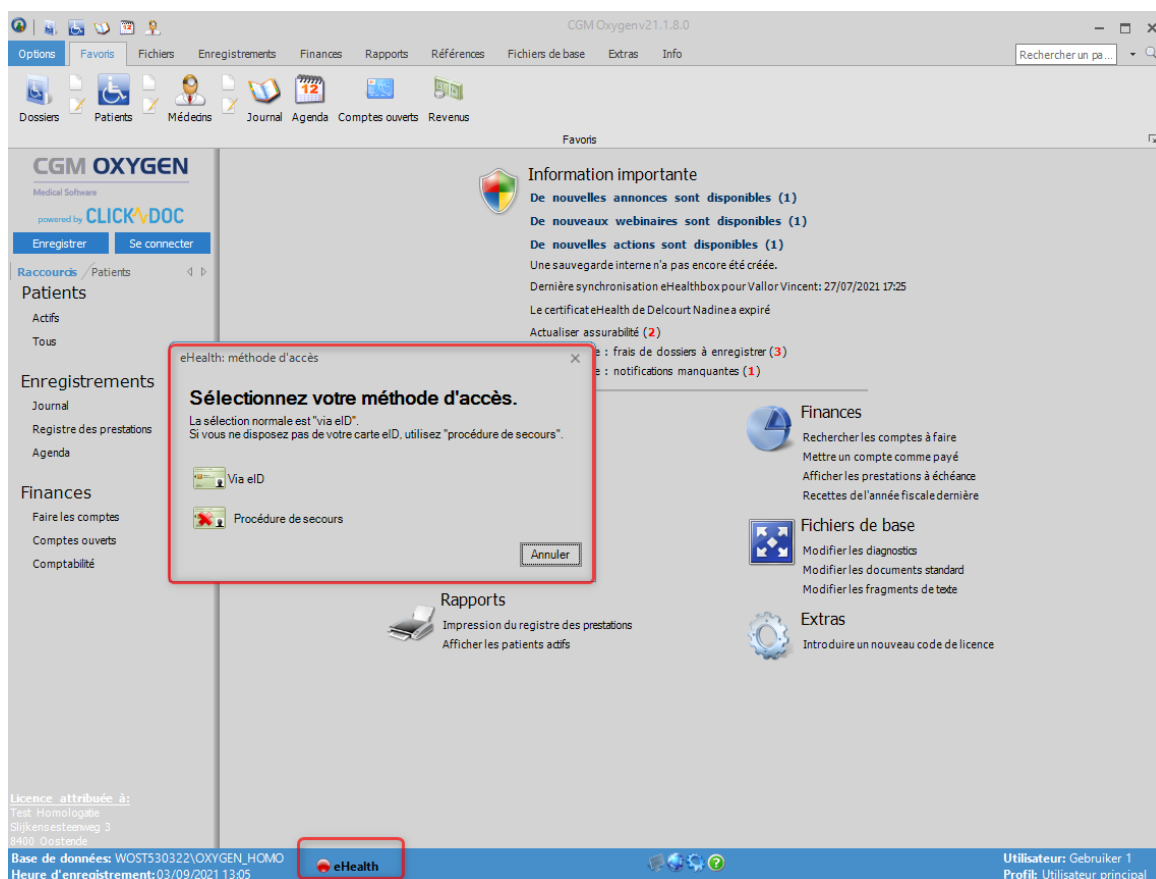 CGM Oxygen v21.1.8.0
Options Favoris Fichiers Enregistrements Finances Rapports Références Fichiers de base Extras Info
Rechercher un pa...
12
12
Dossiers Patients Médecins Journal Agenda Comptes ouverts Revenus
Favoris
CGM OXYGEN
Medical Software
powered by CLICKDOC
Enregistrer Se connecter
Raccourcis Patients
Patients
Actifs
Tous
Enregistrements
Journal
Registre des prestations
Agenda
Finances
Faire les comptes
Comptes ouverts
Comptabilité
Information importante
De nouvelles annonces sont disponibles (1)
De nouveaux webinaires sont disponibles (1)
De nouvelles actions sont disponibles (1)
Une sauvegarde interne n'a pas encore été créée.
Dernière synchronisation eHealthbox pour Vallor Vincent: 27/07/2021 17:25
Le certificat eHealth de Delcourt Nadine a expiré
Actualiser assurabilité (2)
e : frais de dossiers à enregistrer (3)
e : notifications manquantes (1)
eHealth: méthode d'accès
Sélectionnez votre méthode d'accès.
La sélection normale est "via eID".
Si vous ne disposez pas de votre carte eID, utilisez "procédure de secours".
Via eID
Procédure de secours
Annuler
Finances
Rechercher les comptes à faire
Mettre un compte comme payé
Afficher les prestations à échéance
Recettes de l'année fiscale dernière
Fichiers de base
Modifier les diagnostics
Modifier les documents standard
Modifier les fragments de texte
Rapports
Impression du registre des prestations
Afficher les patients actifs
Extras
Introduire un nouveau code de licence
Licence attribuée à:
Test Homologatie
Slijkensesteenweg 3
8400 Oostende
Base de données: WOST530322\OXYGEN_HOMO
Heure d'enregistrement: 03/09/2021 13:05
eHealth
Utilisateur: Gebruiker 1
Profil: Utilisateur principal